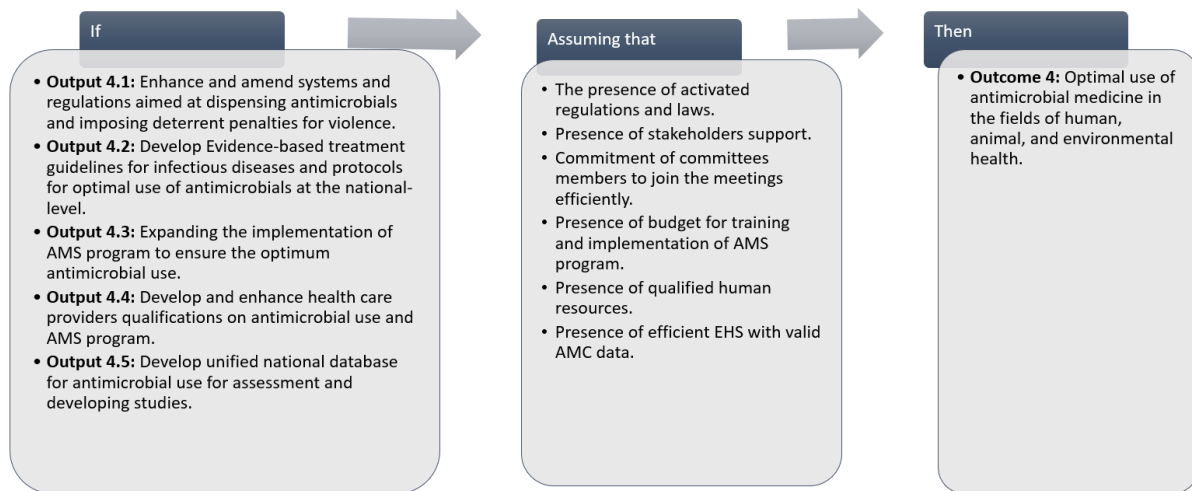 If
• Output 4.1: Enhance and amend systems and
regulations aimed at dispensing antimicrobials
and imposing deterrent penalties for violence.
• Output 4.2: Develop Evidence-based treatment
guidelines for infectious diseases and protocols
for optimal use of antimicrobials at the national-
level.
• Output 4.3: Expanding the implementation of
AMS program to ensure the optimum
antimicrobial use.
• Output 4.4: Develop and enhance health care
providers qualifications on antimicrobial use and
AMS program.
• Output 4.5: Develop unified national database
for antimicrobial use for assessment and
developing studies.
Assuming that
• The presence of activated
regulations and laws.
• Presence of stakeholders support.
• Commitment of committees
members to join the meetings
efficiently.
• Presence of budget for training
and implementation of AMS
program.
• Presence of qualified human
resources.
• Presence of efficient EHS with valid
AMC data.
Then
• Outcome 4: Optimal use of
antimicrobial medicine in
the fields of human,
animal, and environmental
health.